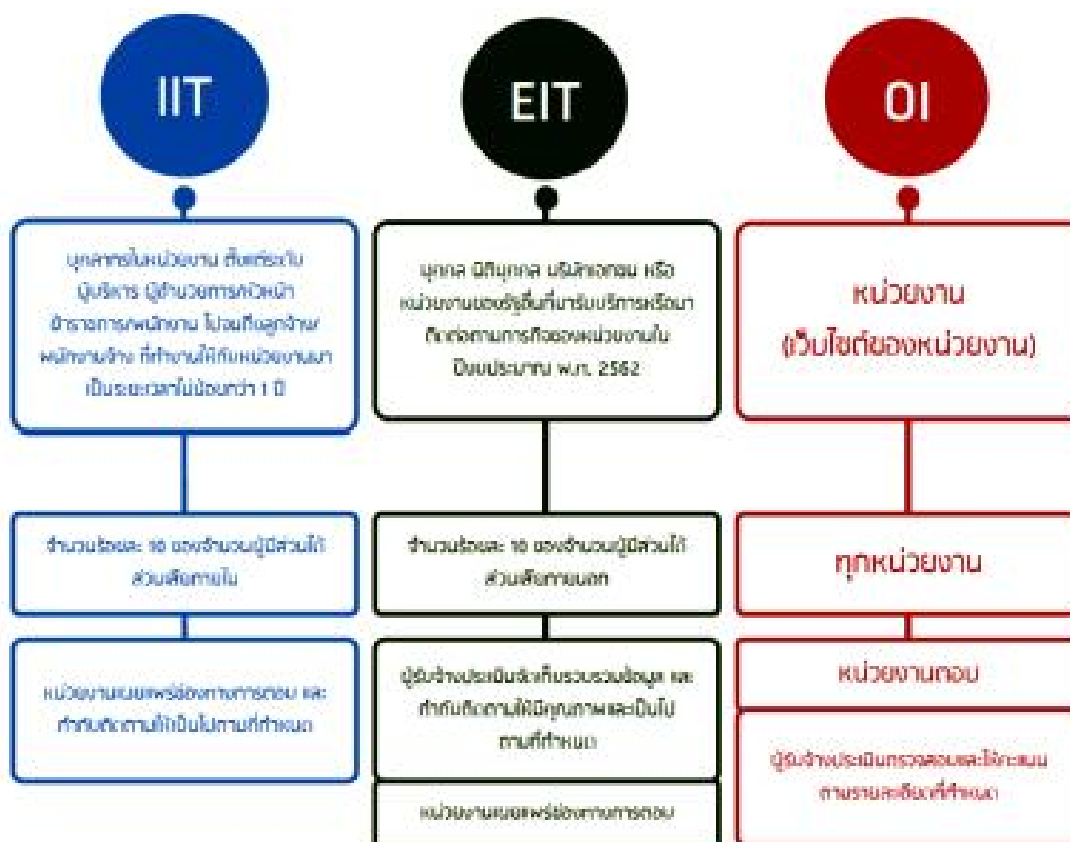 IIT
EIT
OI
บุคลากรในหน่วยงาน ตั้งแต่ระดับ
ผู้บริหาร ผู้อำนวยการ/หัวหน้า
ข้าราชการ/พนักงาน ไปจนถึงลูกจ้าง/
พนักงานจ้าง ที่ทำงานให้กับหน่วยงานมา
เป็นระยะเวลาไม่น้อยกว่า 1 ปี
บุคคล นิติบุคคล บริษัทเอกชน หรือ
หน่วยงานของรัฐอื่นที่มารับบริการหรือมา
ติดต่อตามภารกิจของหน่วยงานใน
ปีงบประมาณ พ.ศ. 2562
หน่วยงาน
(เว็บไซต์ของหน่วยงาน)
จำนวนร้อยละ 10 ของจำนวนผู้มีส่วนได้
ส่วนเสียภายใน
จำนวนร้อยละ 10 ของจำนวนผู้มีส่วนได้
ส่วนเสียภายนอก
ทุกหน่วยงาน
หน่วยงานเผยแพร่ช่องทางการตอบ และ
กำกับติดตามให้เป็นไปตามที่กำหนด
ผู้รับจ้างประเมินจัดเก็บรวบรวมข้อมูล และ
กำกับติดตามให้มีคุณภาพและเป็นไป
ตามที่กำหนด
หน่วยงานเผยแพร่ช่องทางการตอบ
หน่วยงานตอบ
ผู้รับจ้างประเมินตรวจสอบและให้คะแนน
ตามรายละเอียดที่กำหนด